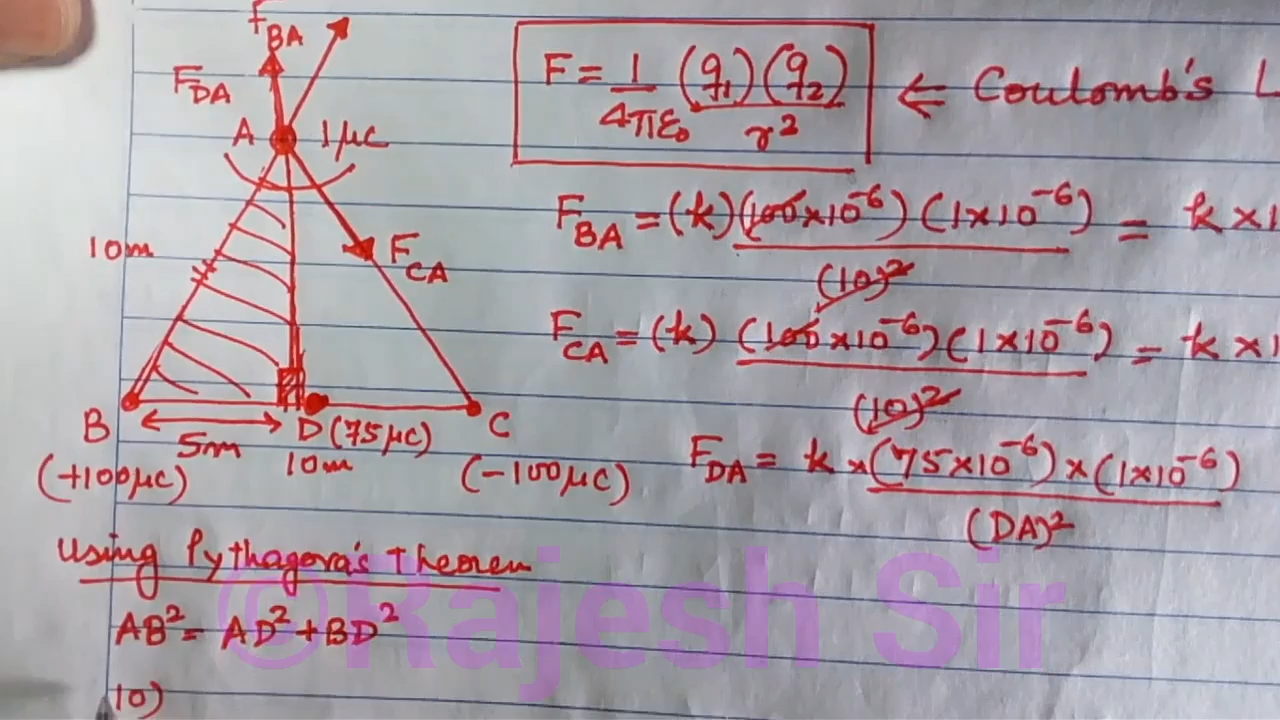 F_BA
F_DA
A 1μC
10m
F_CA
B
5m
D (75μC)
C
10m
(+100μC)
(-100μC)
F = 1/4πε₀ (q₁)(q₂)/r² ⇐ Coulomb's L
F_BA = (k)(100×10⁻⁶)(1×10⁻⁶)/(10)² = k×1
F_CA = (k) (100×10⁻⁶)(1×10⁻⁶)/(10)² = k×1
F_DA = k×(75×10⁻⁶)×(1×10⁻⁶)/(DA)²
Using Pythagora's Theorem
AB² = AD² + BD²
10)
©Rajesh Sir